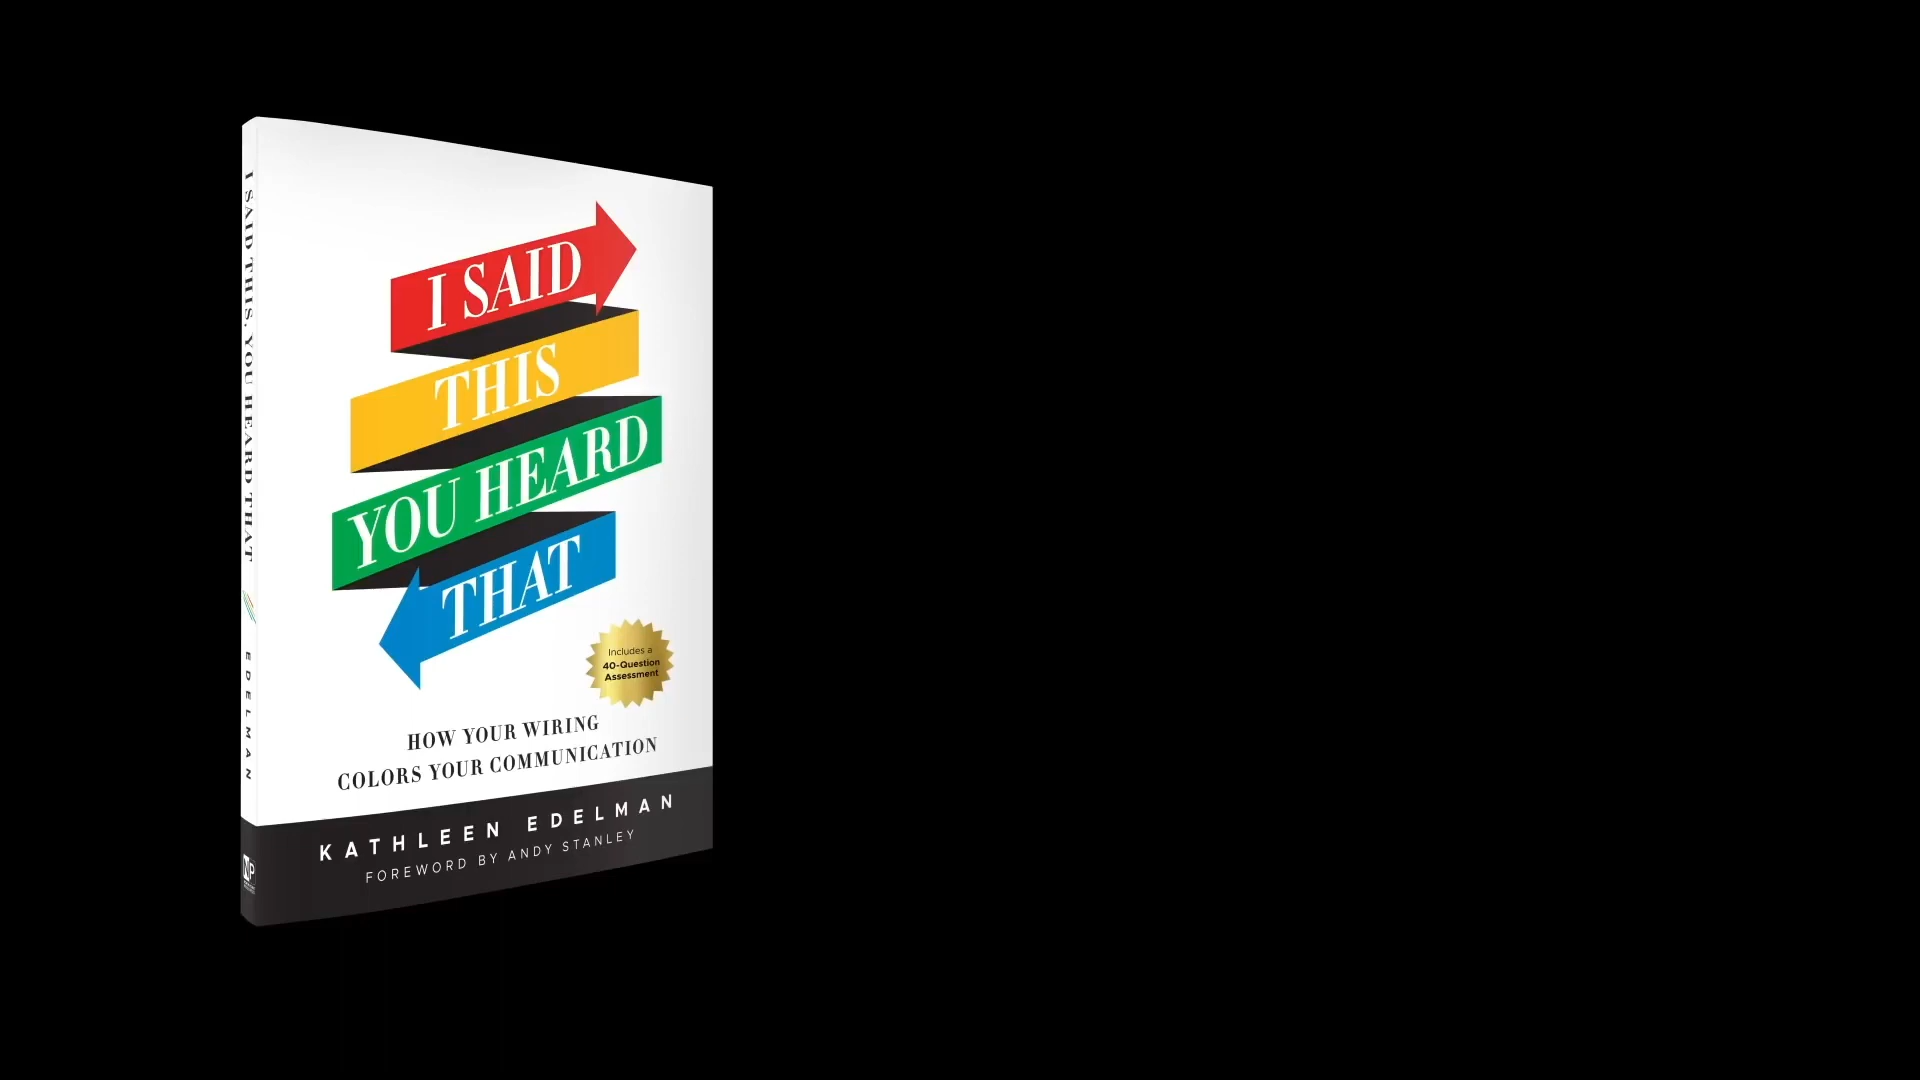 I SAID
THIS
YOU HEARD
THAT
Includes a
40-Question
Assessment
HOW YOUR WIRING
COLORS YOUR COMMUNICATION
KATHLEEN EDELMAN
FOREWORD BY ANDY STANLEY
I SAID THIS, YOU HEARD THAT
EDELMAN
NP